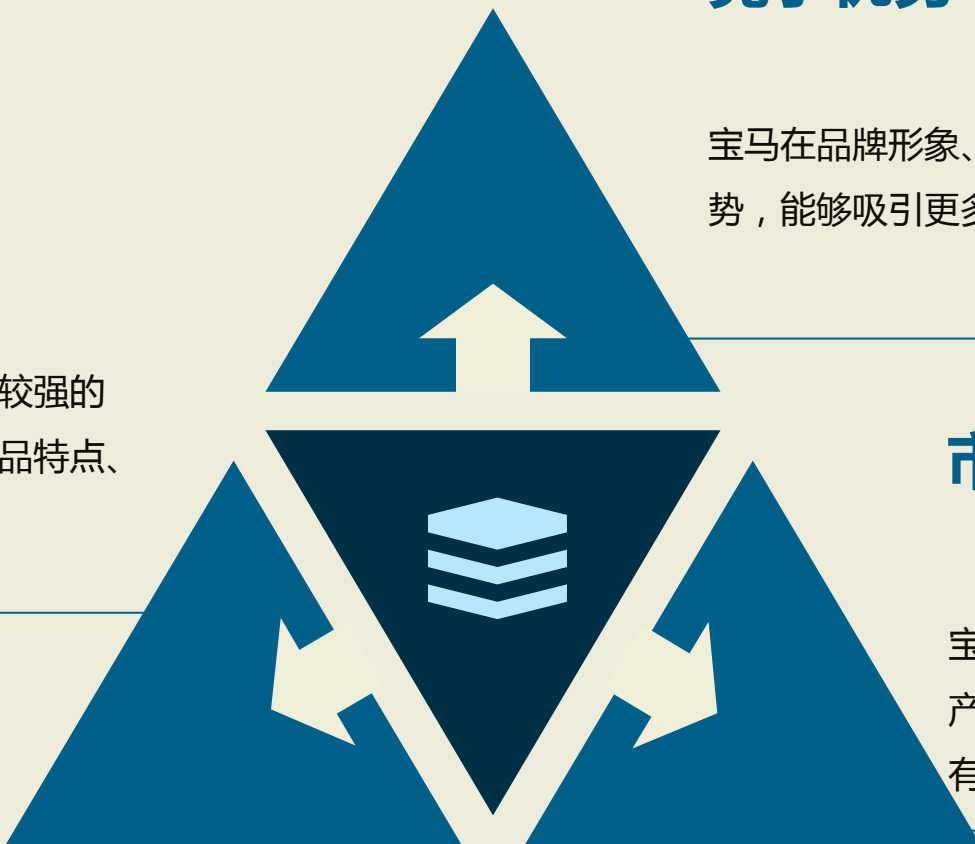 宝马在品牌形象、
势，能够吸引更多
较强的
品特点、
市
宝
产
有